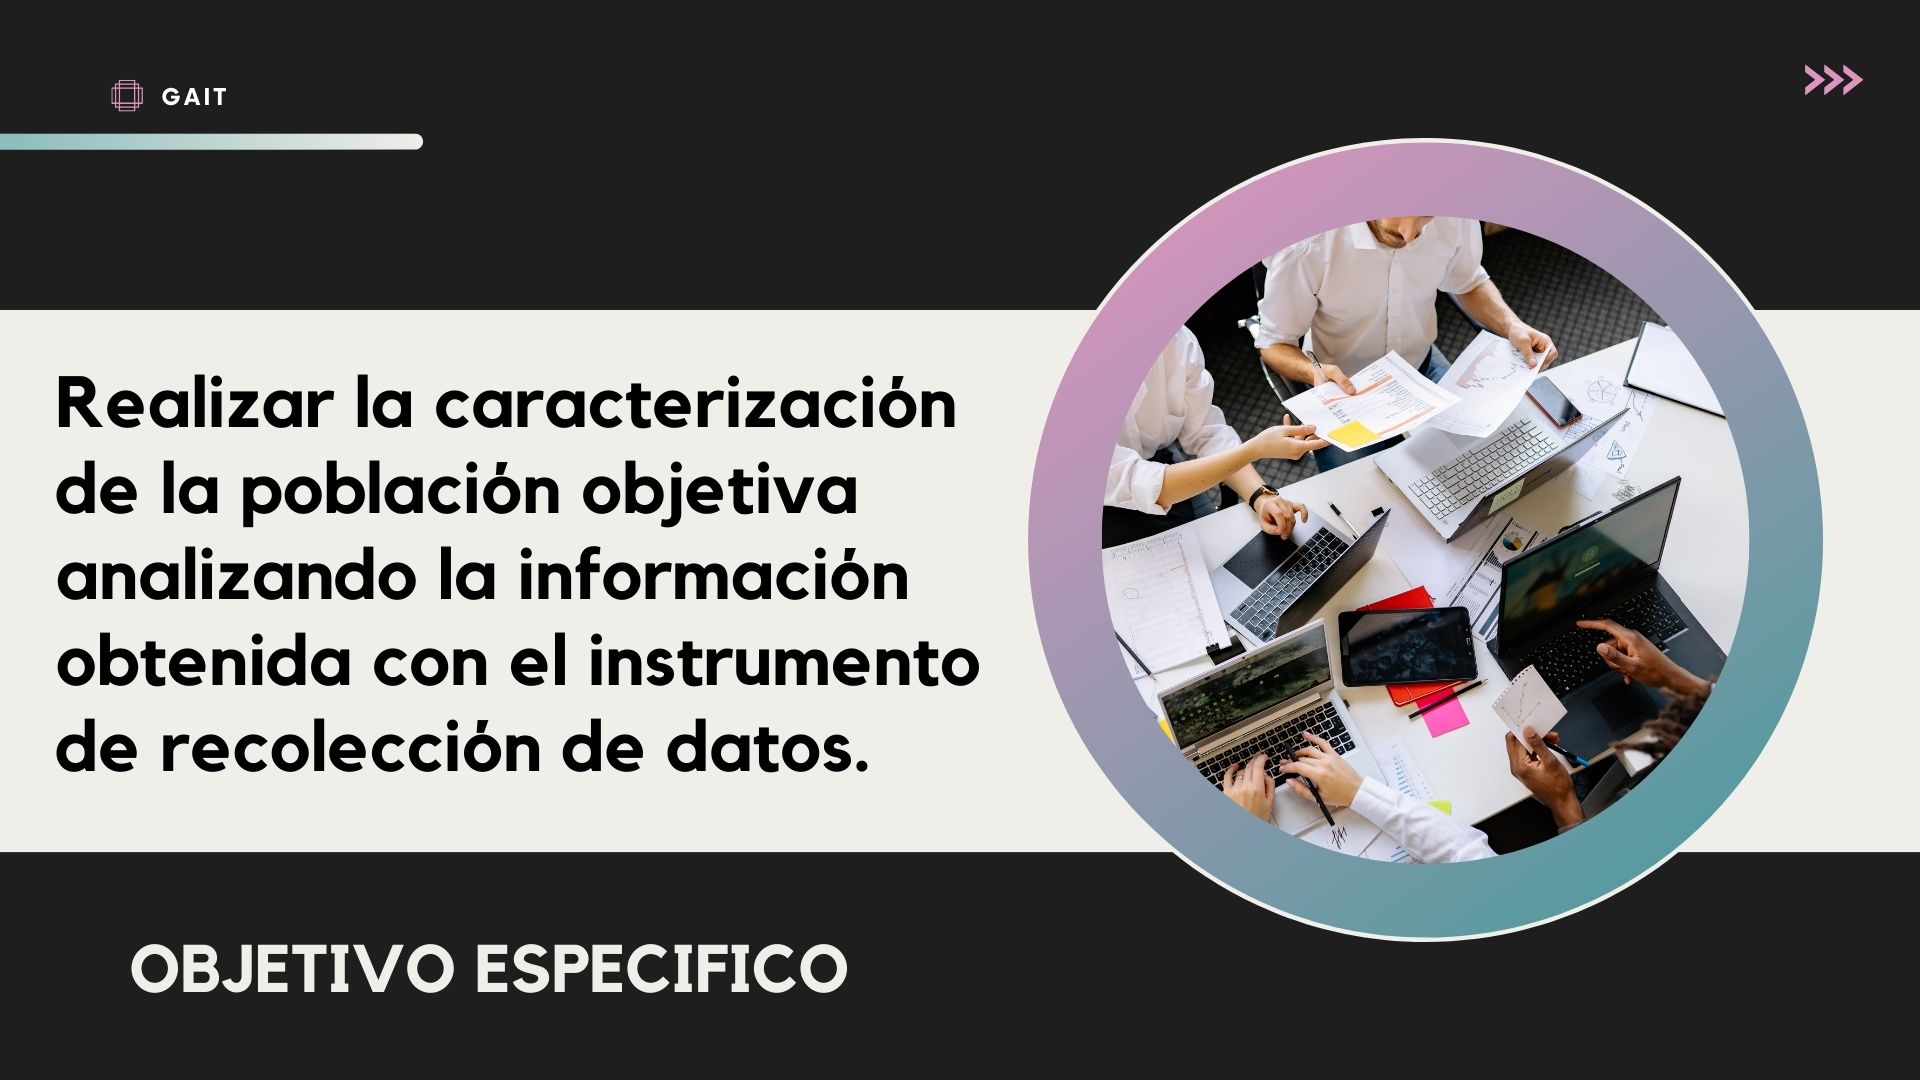 GAIT
Realizar la caracterización
de la población objetiva
analizando la información
obtenida con el instrumento
de recolección de datos.
OBJETIVO ESPECIFICO